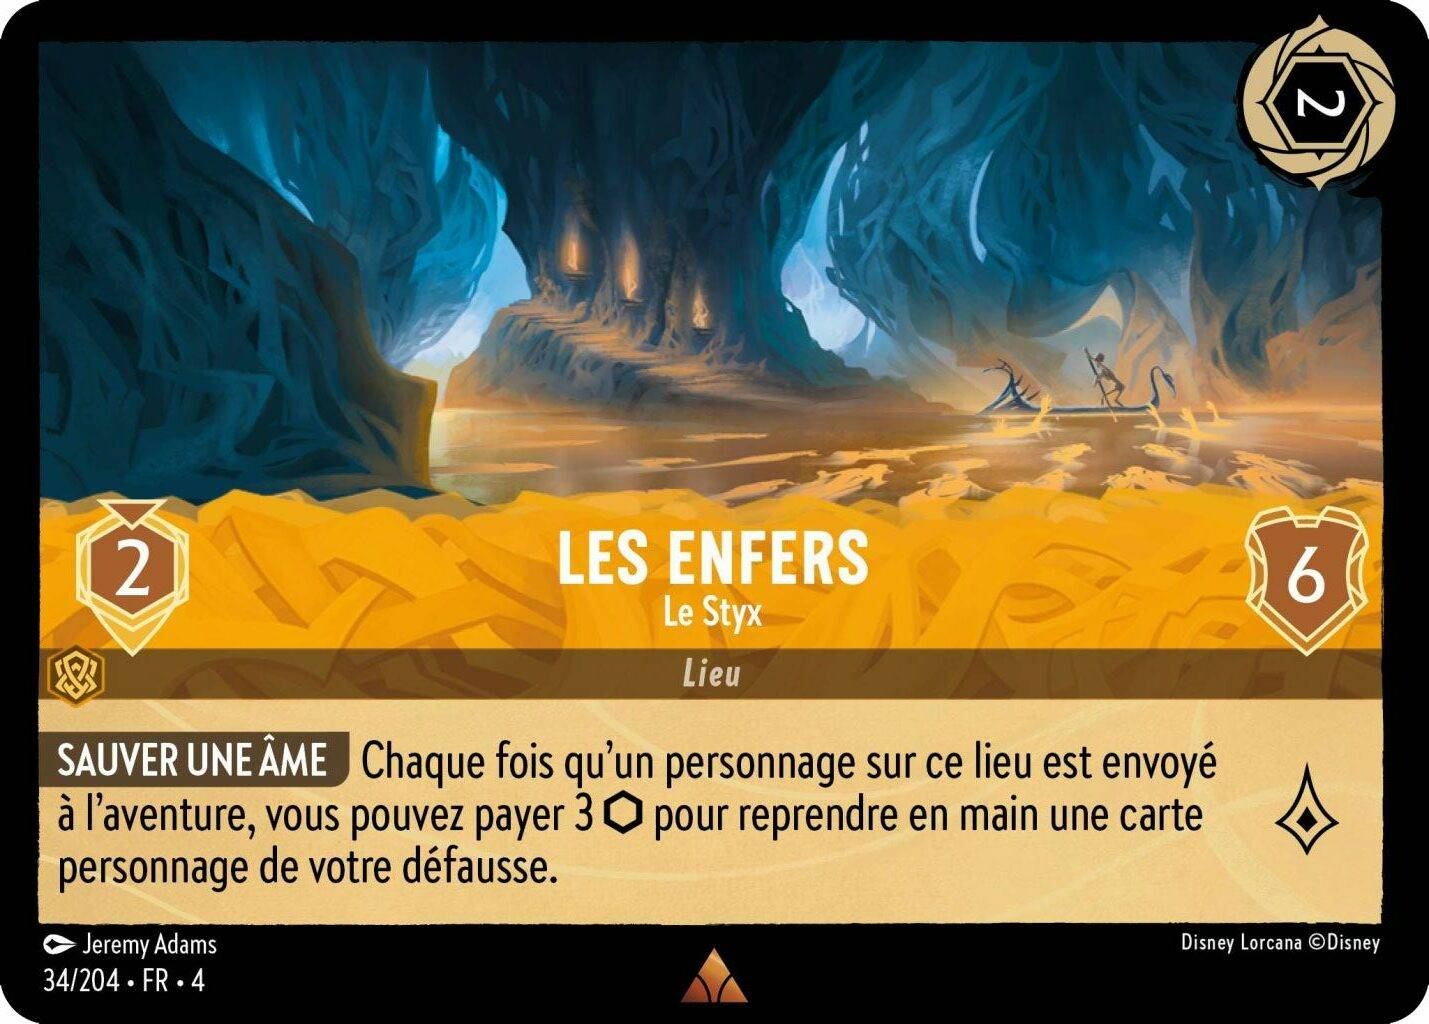 2
LES ENFERS
Le Styx
2
6
Lieu
SAUVER UNE ÂME Chaque fois qu'un personnage sur ce lieu est envoyé
à l'aventure, vous pouvez payer 3 ⬡ pour reprendre en main une carte
personnage de votre défausse.
Jeremy Adams
Disney Lorcana ©Disney
34/204 • FR • 4